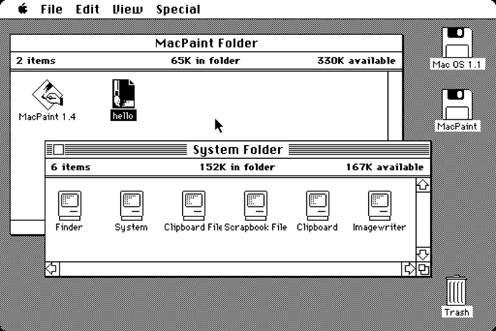 File Edit View Special
MacPaint Folder
2 items 65K in folder 330K available
MacPaint 1.4 hello
System Folder
6 items 152K in folder 167K available
Finder System Clipboard File Scrapbook File Clipboard Imagewriter
Mac OS 1.1
MacPaint
Trash